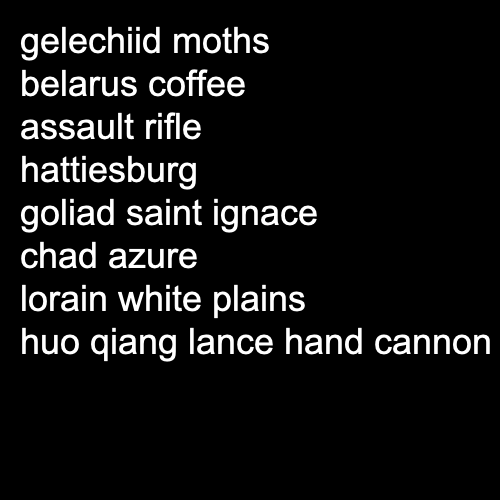 gelechiid moths
belarus coffee
assault rifle
hattiesburg
goliad saint ignace
chad azure
lorain white plains
huo qiang lance hand cannon